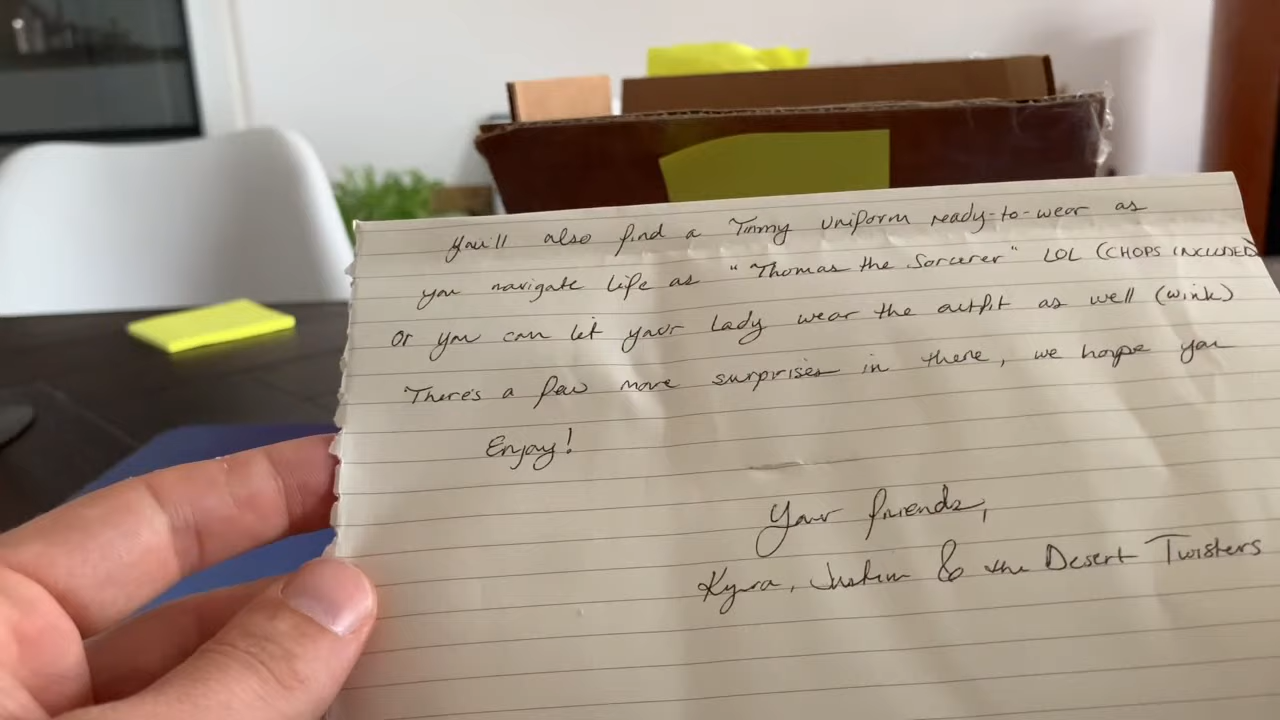 You'll also find a Timmy uniform ready-to-wear as
you navigate life as "Thomas the Sorcerer" LOL (CHOPS INCLUDED)
Or you can let your lady wear the outfit as well (wink)
There's a few more surprises in there, we hope you
Enjoy!
Your friends,
Kyra, Justin & the Desert Twisters